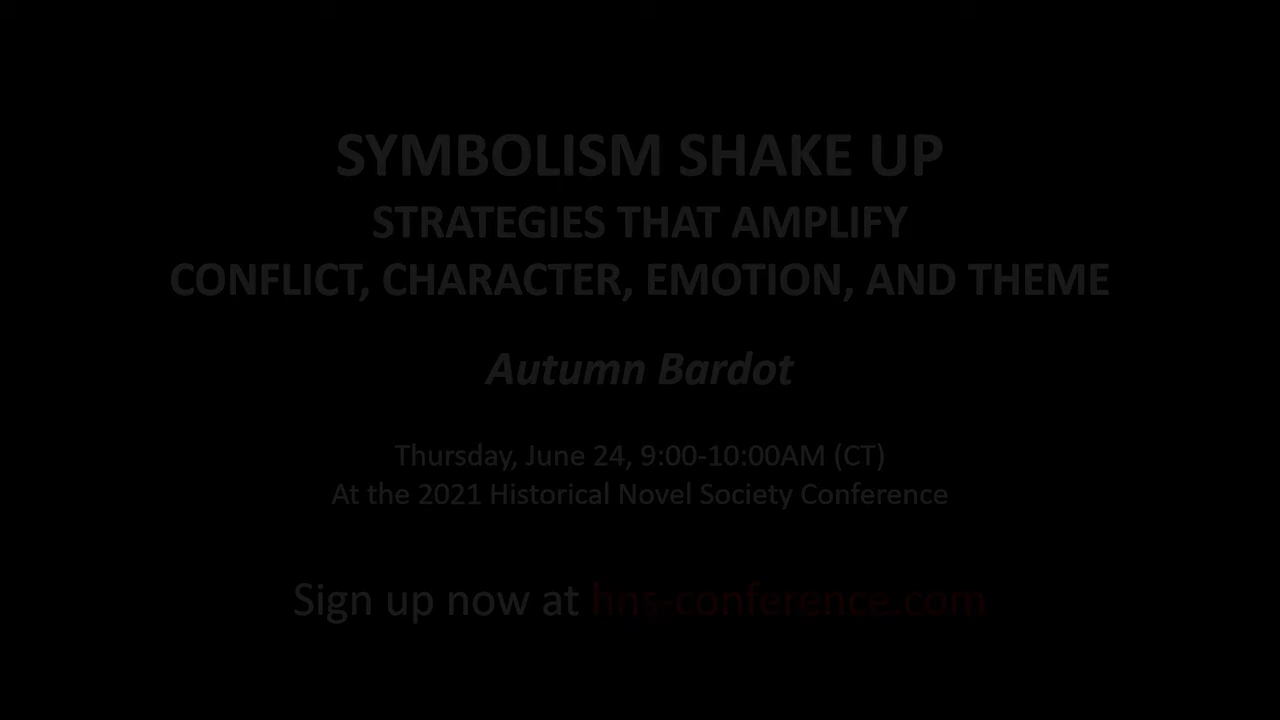 SYMBOLISM SHAKE UP
STRATEGIES THAT AMPLIFY
CONFLICT, CHARACTER, EMOTION, AND THEME
Autumn Bardot
Thursday, June 24, 9:00-10:00AM (CT)
At the 2021 Historical Novel Society Conference
Sign up now at hns-conference.com